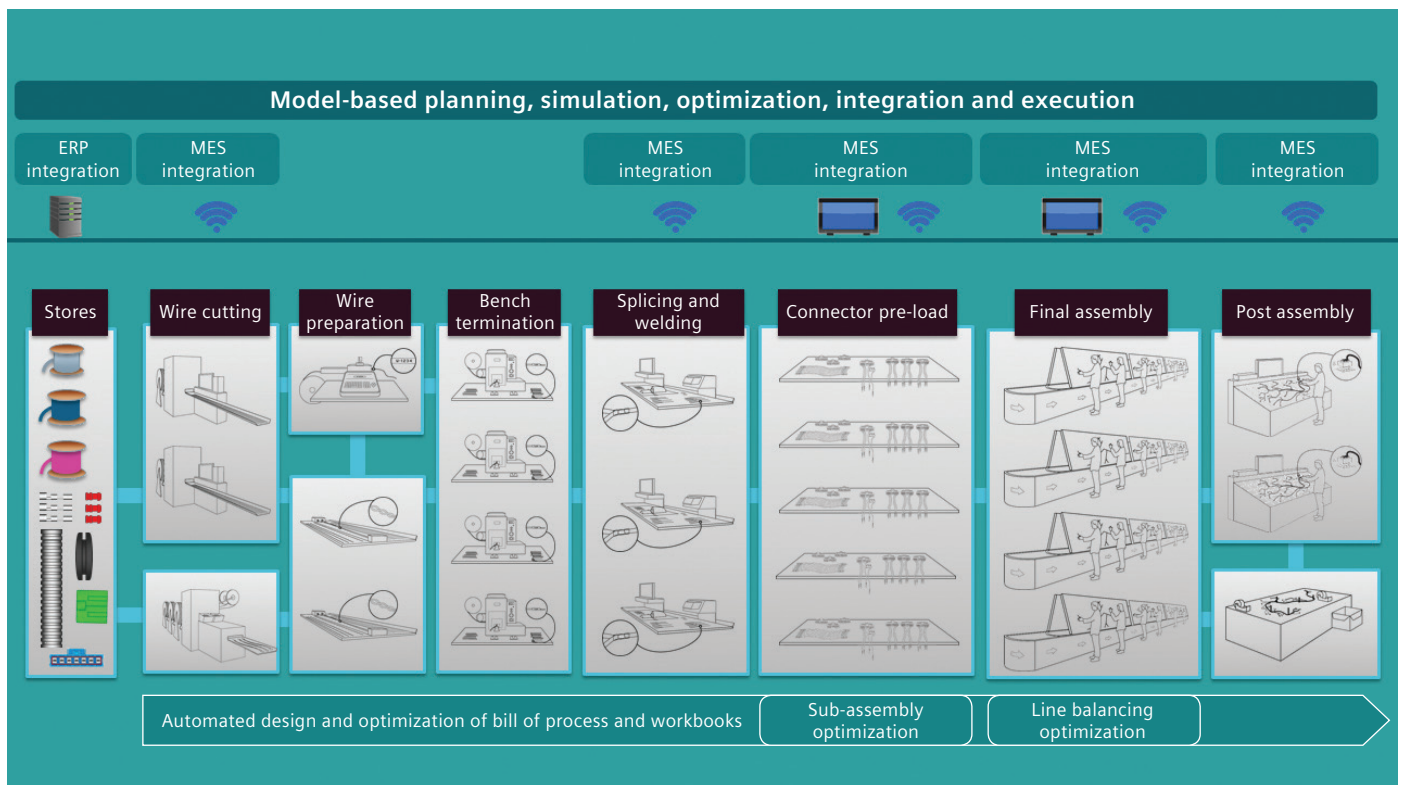 Model-based planning, simulation, optimization, integration and execution
ERP
integration
MES
integration
MES
integration
MES
integration
MES
integration
MES
integration
Stores
Wire cutting
Wire
preparation
Bench
termination
Splicing and
welding
Connector pre-load
Final assembly
Post assembly
Automated design and optimization of bill of process and workbooks
Sub-assembly
optimization
Line balancing
optimization